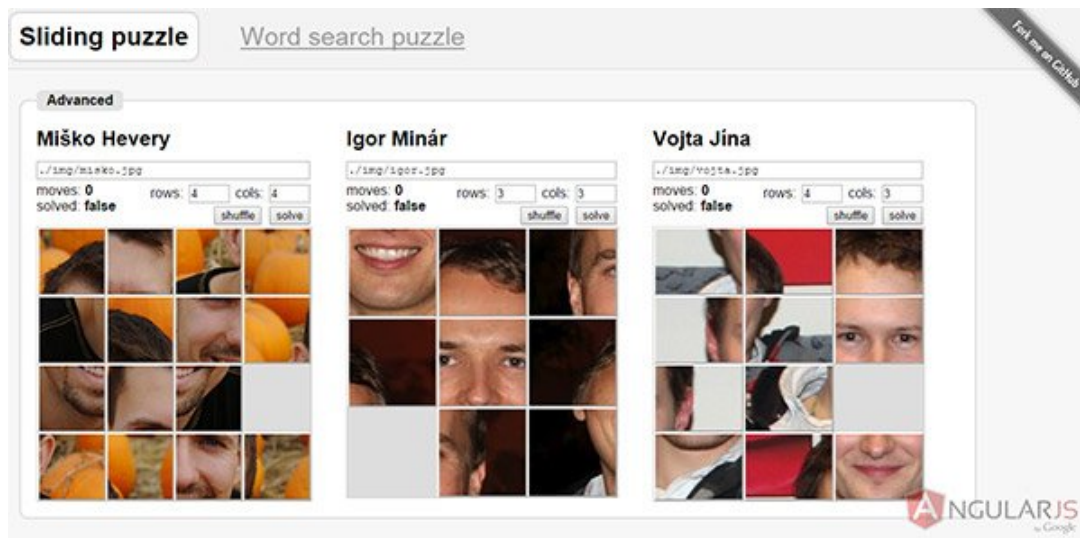 Sliding puzzle Word search puzzle
Fork me on GitHub
Advanced
Miško Hevery
./img/misko.jpg
moves: 0 rows: 4 cols: 4
solved: false
shuffle solve
Igor Minár
./img/igor.jpg
moves: 0 rows: 3 cols: 3
solved: false
shuffle solve
Vojta Jína
./img/vojta.jpg
moves: 0 rows: 4 cols: 3
solved: false
shuffle solve
ANGULARJS
by Google